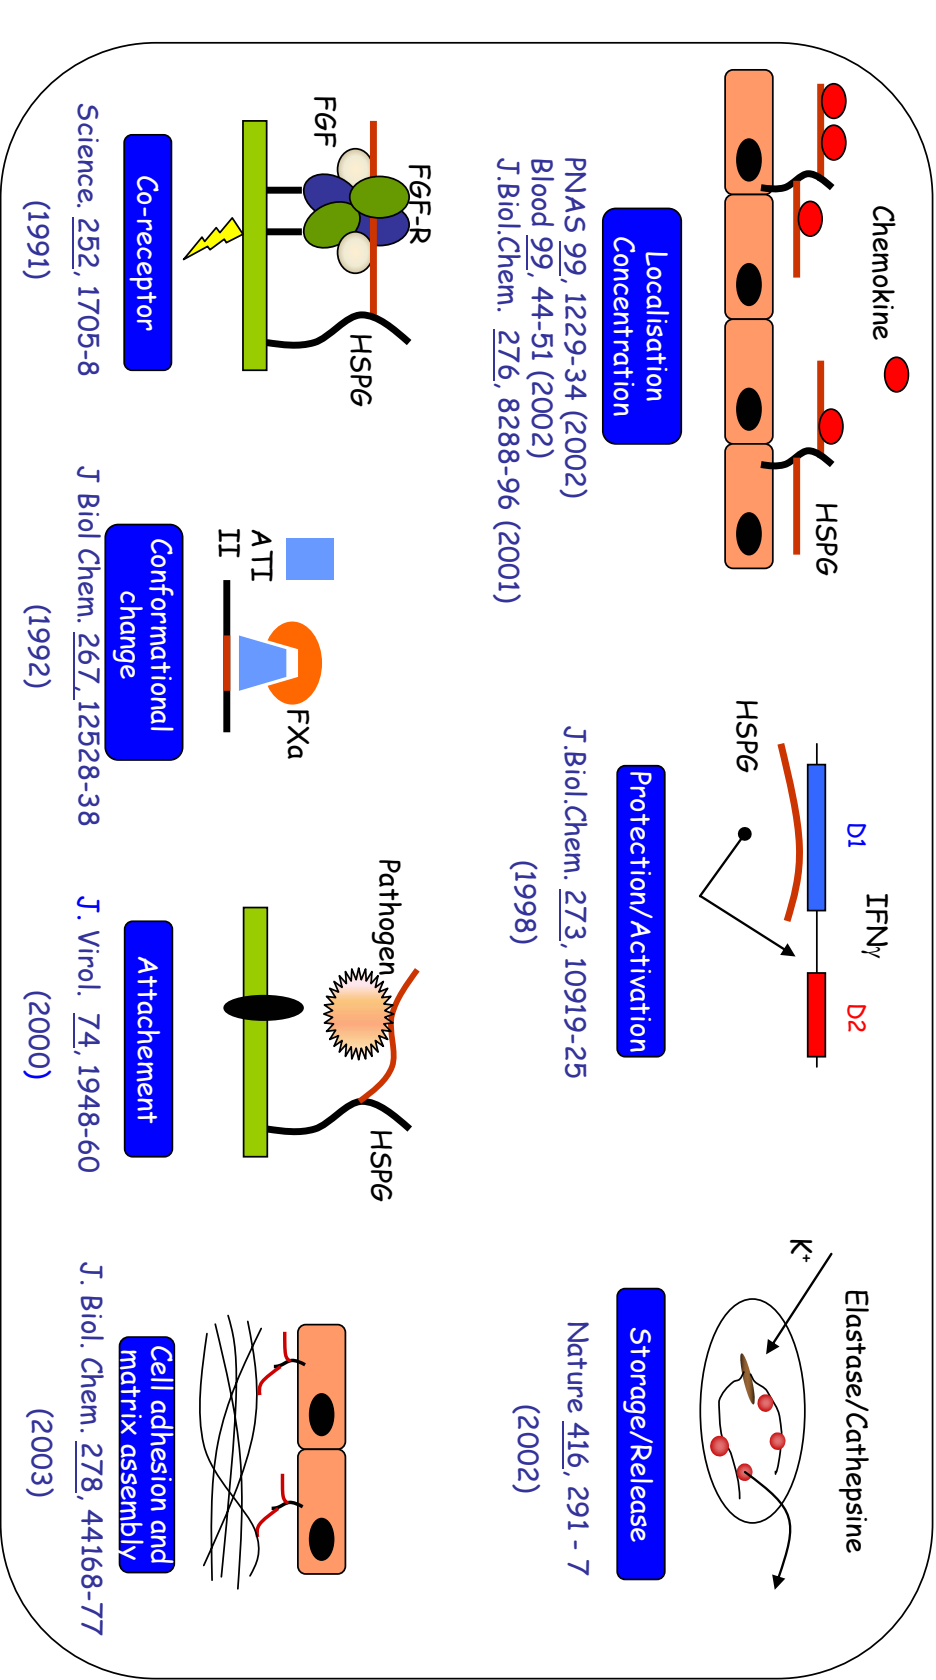 Chemokine
HSPG
Localisation
Concentration
PNAS 99, 1229-34 (2002)
Blood 99, 44-51 (2002)
J.Biol.Chem. 276, 8288-96 (2001)
IFNγ
D1
D2
HSPG
Protection/Activation
J.Biol.Chem. 273, 10919-25
(1998)
Elastase/Cathepsine
K+
Storage/Release
Nature 416, 291 - 7
(2002)
FGF-R
FGF
HSPG
Co-receptor
Science. 252, 1705-8
(1991)
FXa
ATI
II
Conformational
change
J Biol Chem. 267, 12528-38
(1992)
Pathogen
HSPG
Attachement
J. Virol. 74, 1948-60
(2000)
Cell adhesion and
matrix assembly
J. Biol. Chem. 278, 44168-77
(2003)